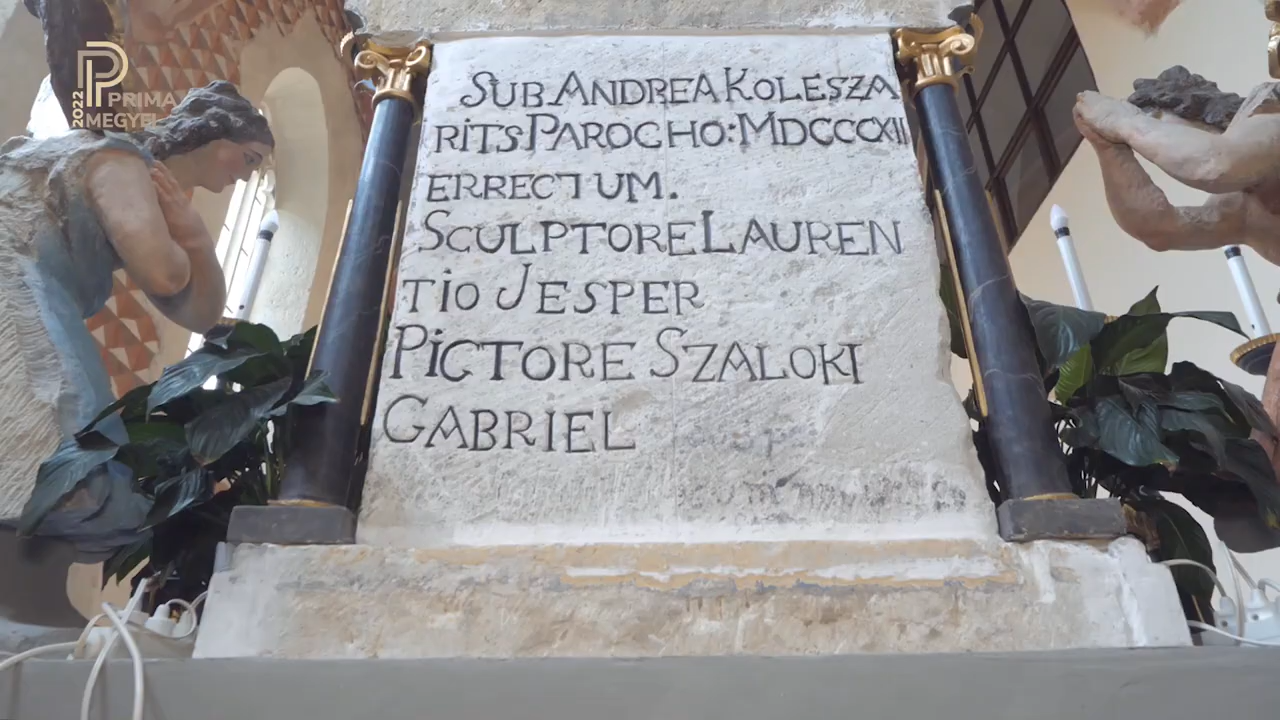 2022
PRIMA
MEGYEI
SUB ANDREA KOLESZA
RITS PAROCHO: MDCCCXII
ERRECTUM.
SCULPTORE LAUREN
TIO JESPER
PICTORE SZALOKI
GABRIEL